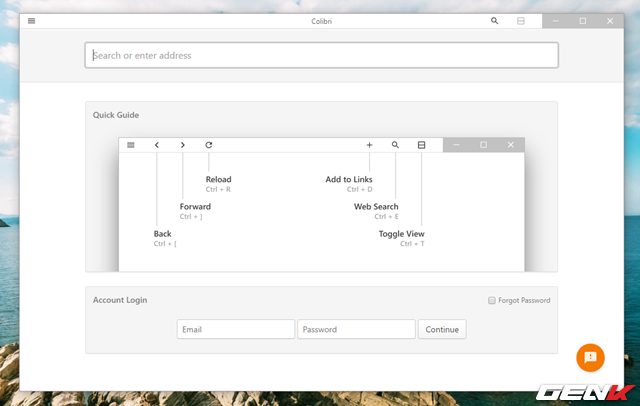 Colibri
Search or enter address
Quick Guide
Reload
Ctrl + R
Add to Links
Ctrl + D
Forward
Ctrl + ]
Web Search
Ctrl + E
Back
Ctrl + [
Toggle View
Ctrl + T
Account Login
Forgot Password
Email
Password
Continue
GENK